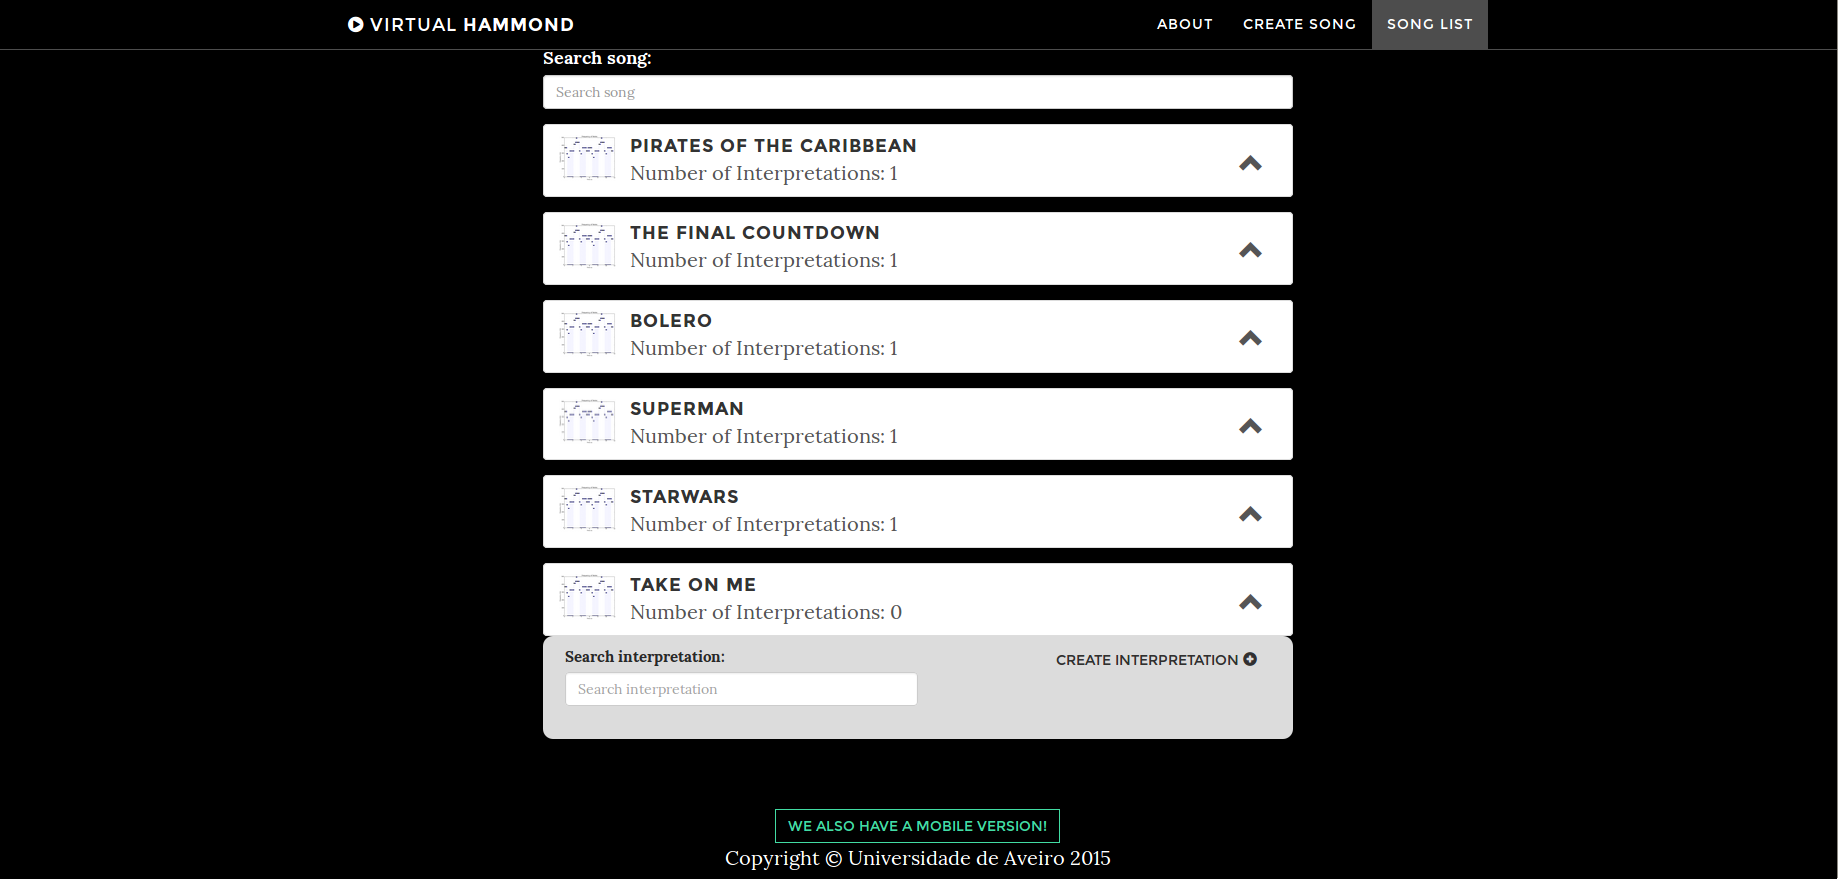 VIRTUAL HAMMOND
ABOUT
CREATE SONG
SONG LIST
Search song:
Search song
PIRATES OF THE CARIBBEAN
Number of Interpretations: 1
THE FINAL COUNTDOWN
Number of Interpretations: 1
BOLERO
Number of Interpretations: 1
SUPERMAN
Number of Interpretations: 1
STARWARS
Number of Interpretations: 1
TAKE ON ME
Number of Interpretations: 0
Search interpretation:
CREATE INTERPRETATION
Search interpretation
WE ALSO HAVE A MOBILE VERSION!
Copyright © Universidade de Aveiro 2015